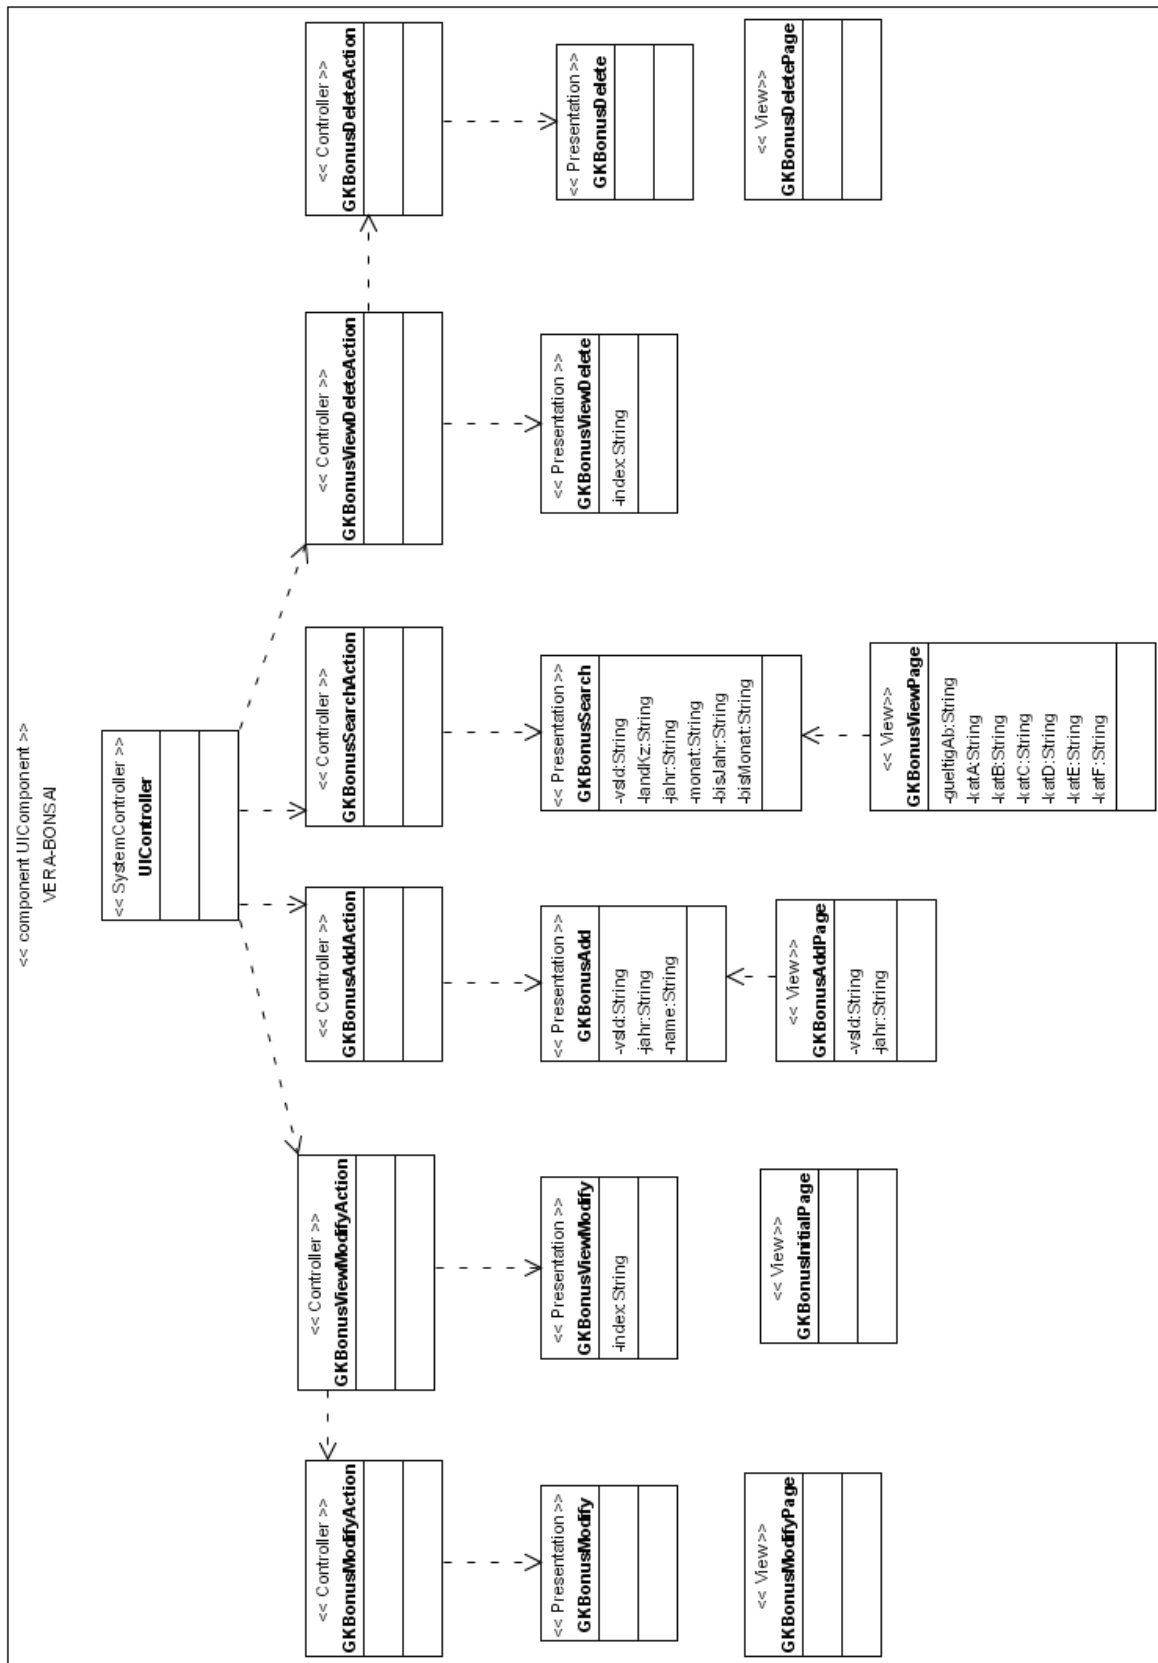 << component UIComponent >>
VERA-BONSAI
<< SystemController >>
UIController
<< Controller >>
GKBonusModifyAction
<< Controller >>
GKBonusViewModifyAction
<< Controller >>
GKBonusAddAction
<< Controller >>
GKBonusSearchAction
<< Controller >>
GKBonusViewDeleteAction
<< Controller >>
GKBonusDeleteAction
<< Presentation >>
GKBonusModify
<< Presentation >>
GKBonusViewModify
-index:String
<< Presentation >>
GKBonusAdd
-vsId:String
-jahr:String
-name:String
<< Presentation >>
GKBonusSearch
-vsId:String
-landKz:String
-jahr:String
-monat:String
-bisJahr:String
-bisMonat:String
<< Presentation >>
GKBonusViewDelete
-index:String
<< Presentation >>
GKBonusDelete
<< View>>
GKBonusModifyPage
<< View>>
GKBonusInitialPage
<< View>>
GKBonusAddPage
-vsId:String
-jahr:String
<< View>>
GKBonusViewPage
-gueltigAb:String
-katA:String
-katB:String
-katC:String
-katD:String
-katE:String
-katF:String
<< View>>
GKBonusDeletePage